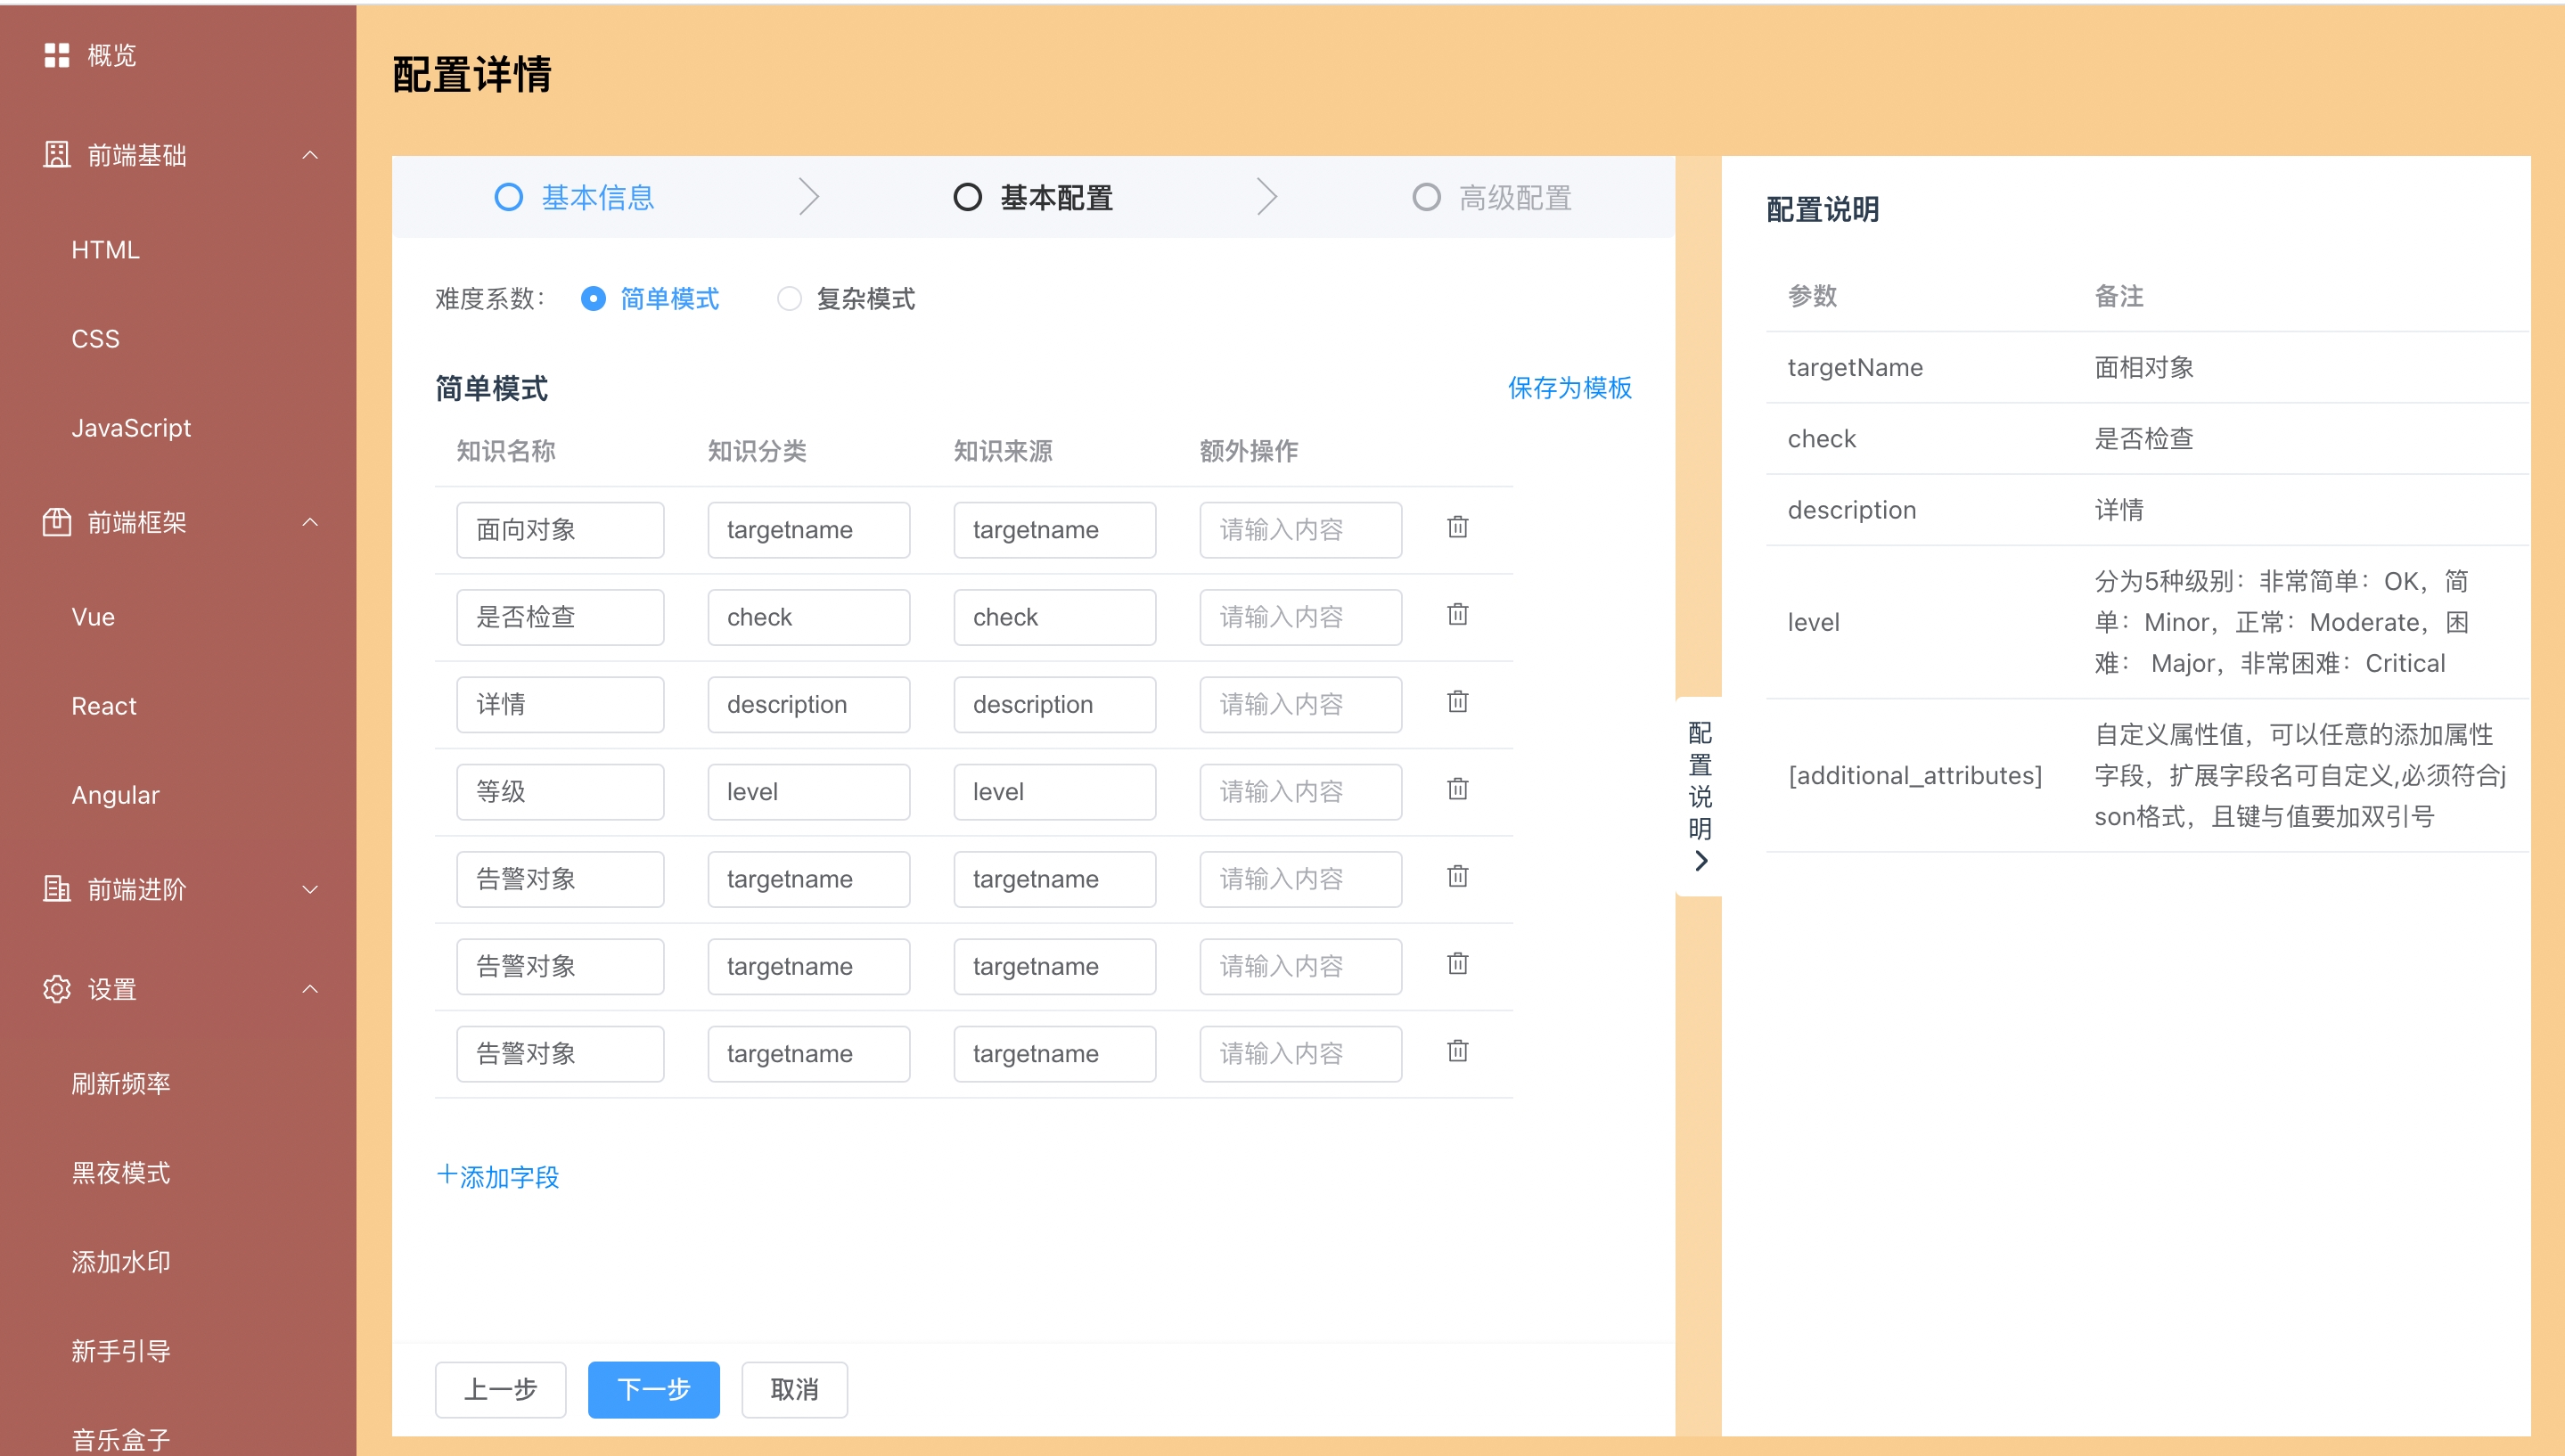 概览
前端基础
HTML
CSS
JavaScript
前端框架
Vue
React
Angular
前端进阶
设置
刷新频率
黑夜模式
添加水印
新手引导
音乐盒子
配置详情
基本信息
基本配置
高级配置
难度系数：
简单模式
复杂模式
简单模式
保存为模板
知识名称 知识分类 知识来源 额外操作
面向对象 targetname targetname 请输入内容
是否检查 check check 请输入内容
详情 description description 请输入内容
等级 level level 请输入内容
告警对象 targetname targetname 请输入内容
告警对象 targetname targetname 请输入内容
告警对象 targetname targetname 请输入内容
+添加字段
上一步 下一步 取消
配置说明
配置说明
参数 备注
targetName 面相对象
check 是否检查
description 详情
level
分为5种级别：非常简单：OK，简
单：Minor，正常：Moderate，困
难： Major，非常困难：Critical
[additional_attributes]
自定义属性值，可以任意的添加属性
字段，扩展字段名可自定义,必须符合j
son格式，且键与值要加双引号